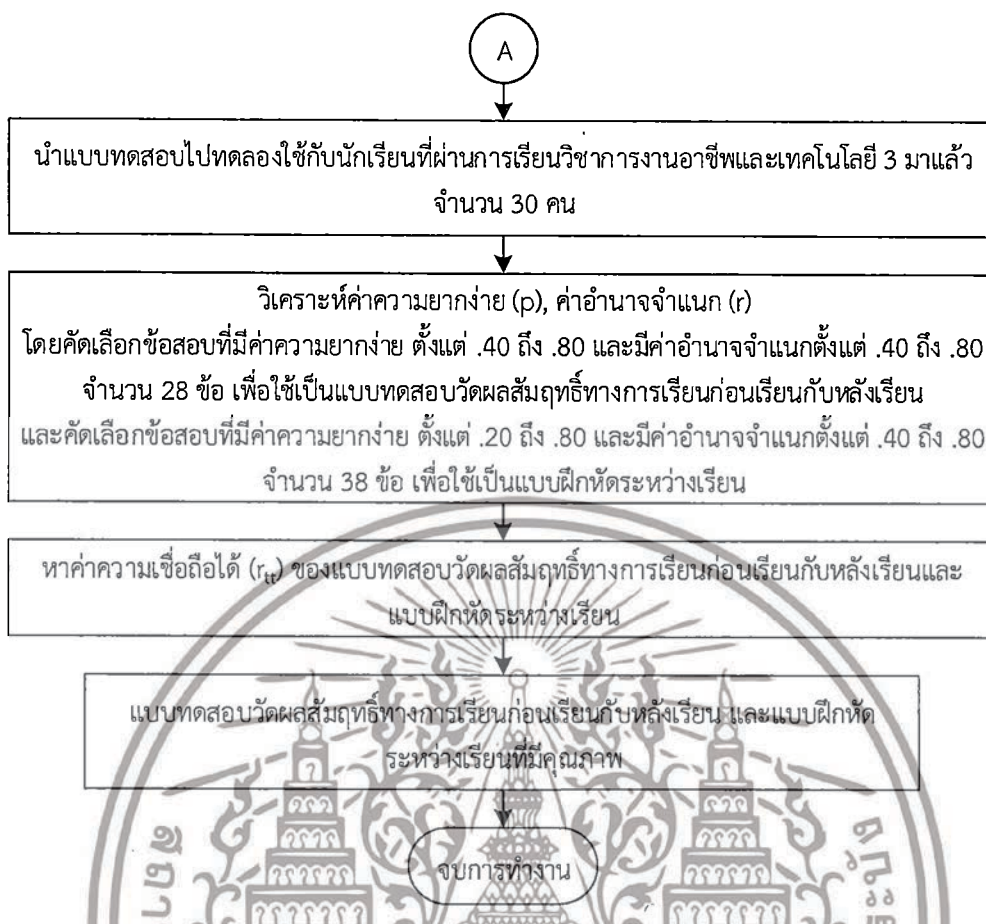 A
นำแบบทดสอบไปทดลองใช้กับนักเรียนที่ผ่านการเรียนวิชาการงานอาชีพและเทคโนโลยี 3 มาแล้ว
จำนวน 30 คน
วิเคราะห์ค่าความยากง่าย (p), ค่าอำนาจจำแนก (r)
โดยคัดเลือกข้อสอบที่มีค่าความยากง่าย ตั้งแต่ .40 ถึง .80 และมีค่าอำนาจจำแนกตั้งแต่ .40 ถึง .80
จำนวน 28 ข้อ เพื่อใช้เป็นแบบทดสอบวัดผลสัมฤทธิ์ทางการเรียนก่อนเรียนกับหลังเรียน
และคัดเลือกข้อสอบที่มีค่าความยากง่าย ตั้งแต่ .20 ถึง .80 และมีค่าอำนาจจำแนกตั้งแต่ .40 ถึง .80
จำนวน 38 ข้อ เพื่อใช้เป็นแบบฝึกหัดระหว่างเรียน
หาค่าความเชื่อถือได้ (rtt) ของแบบทดสอบวัดผลสัมฤทธิ์ทางการเรียนก่อนเรียนกับหลังเรียนและ
แบบฝึกหัดระหว่างเรียน
แบบทดสอบวัดผลสัมฤทธิ์ทางการเรียนก่อนเรียนกับหลังเรียน และแบบฝึกหัด
ระหว่างเรียนที่มีคุณภาพ
จบการทำงาน